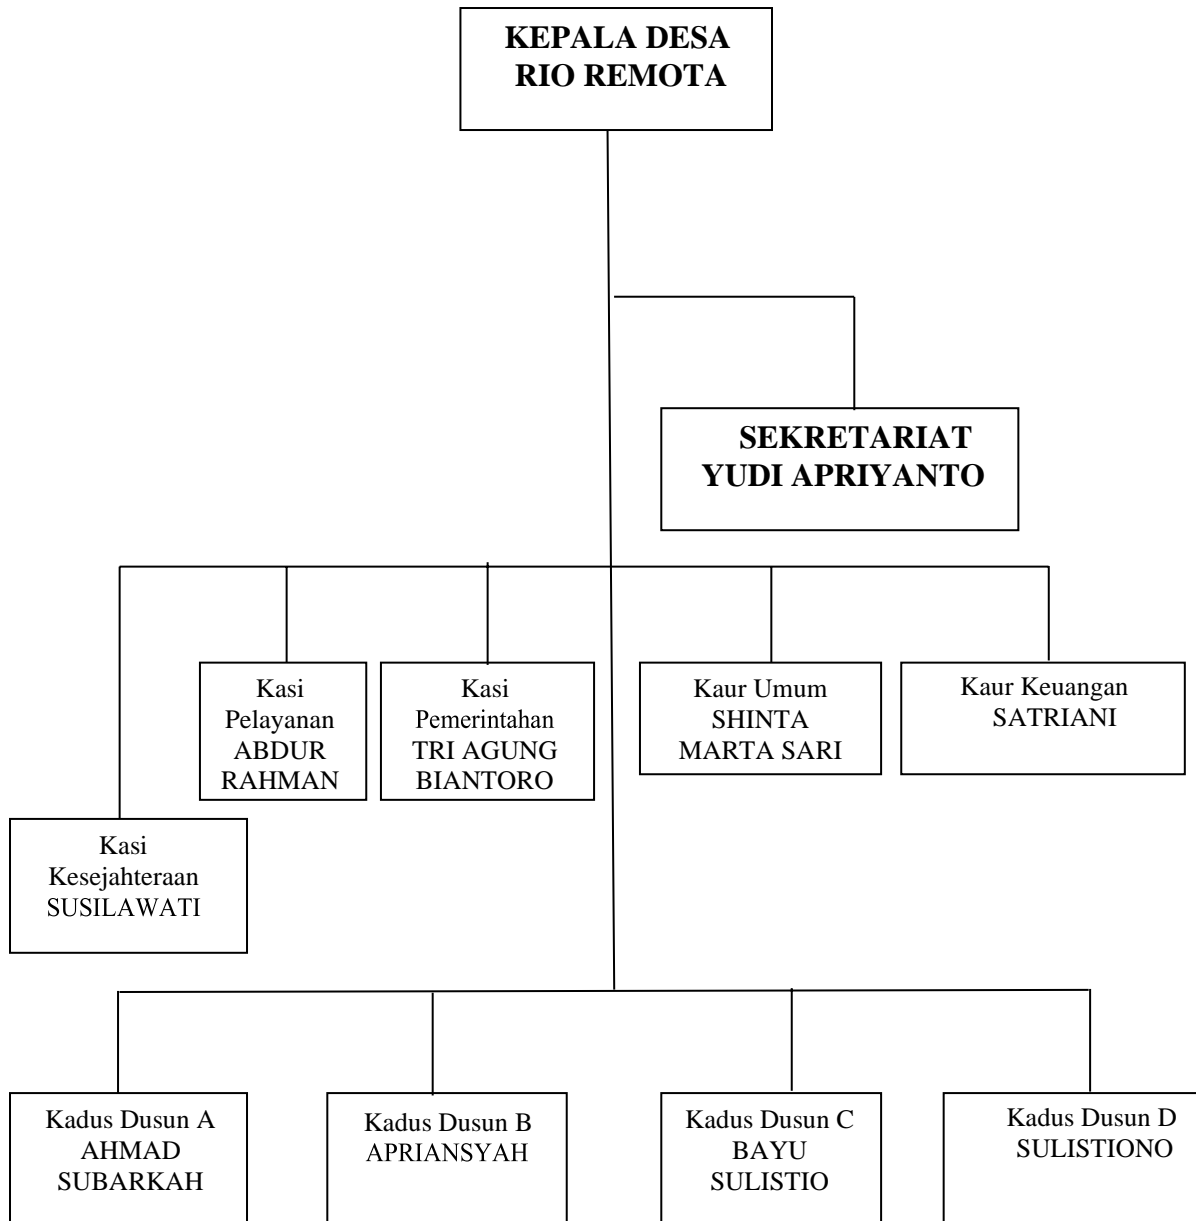 KEPALA DESA
RIO REMOTA
SEKRETARIAT
YUDI APRIYANTO
Kasi
Pelayanan
ABDUR
RAHMAN
Kasi
Pemerintahan
TRI AGUNG
BIANTORO
Kaur Umum
SHINTA
MARTA SARI
Kaur Keuangan
SATRIANI
Kasi
Kesejahteraan
SUSILAWATI
Kadus Dusun A
AHMAD
SUBARKAH
Kadus Dusun B
APRIANSYAH
Kadus Dusun C
BAYU
SULISTIO
Kadus Dusun D
SULISTIONO